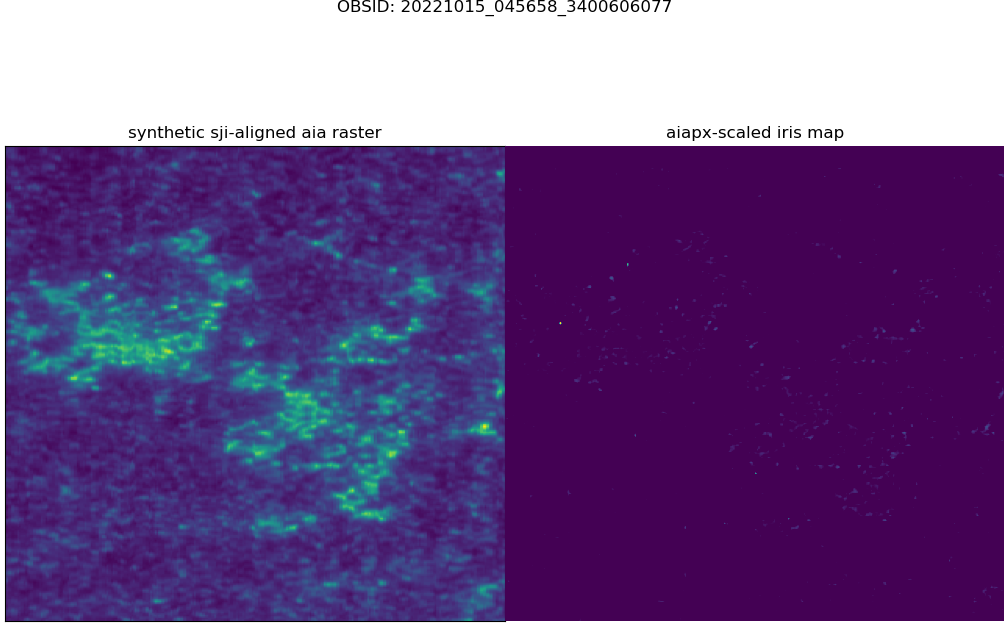 OBSID: 20221015_045658_3400606077
synthetic sji-aligned aia raster
aiapx-scaled iris map